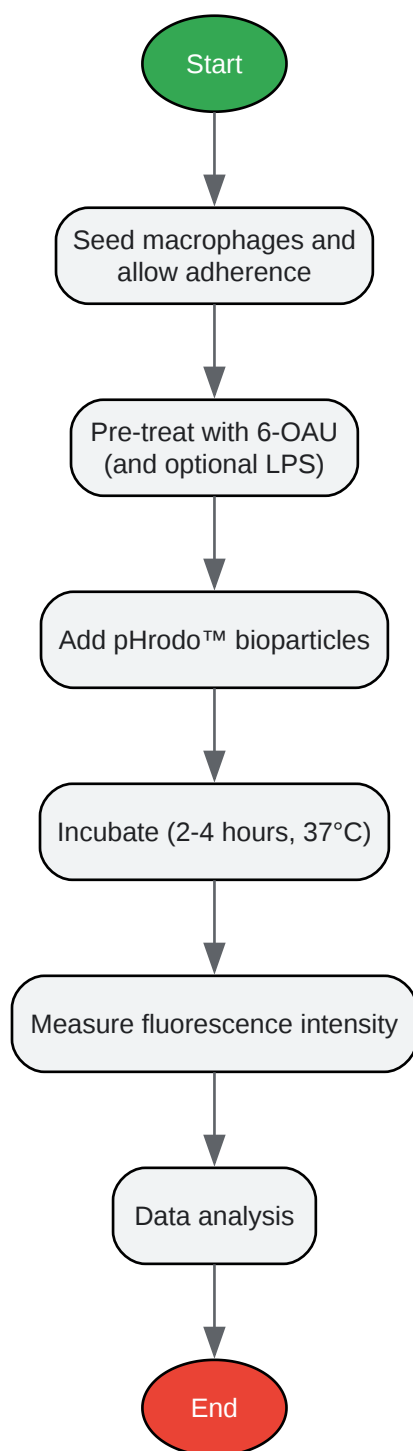 Start
Seed macrophages and
allow adherence
Pre-treat with 6-OAU
(and optional LPS)
Add pHrodo™ bioparticles
Incubate (2-4 hours, 37°C)
Measure fluorescence intensity
Data analysis
End